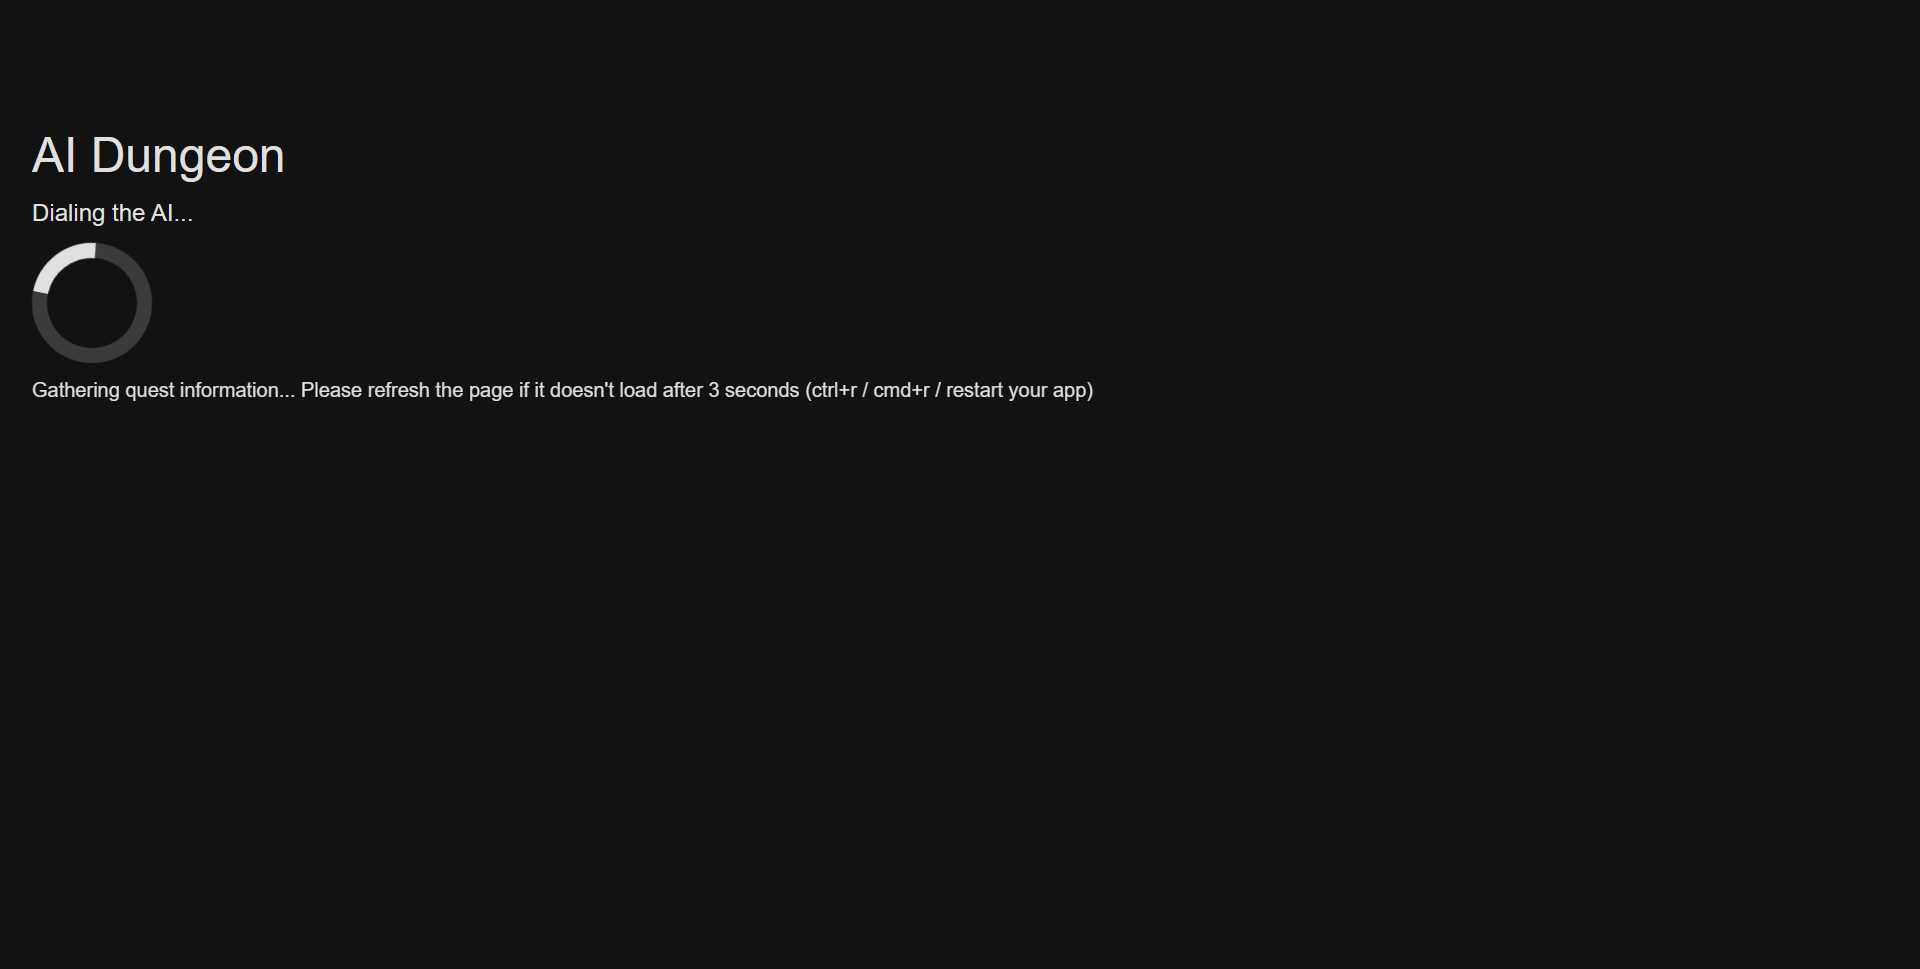 AI Dungeon
Dialing the AI...
Gathering quest information... Please refresh the page if it doesn't load after 3 seconds (ctrl+r / cmd+r / restart your app)